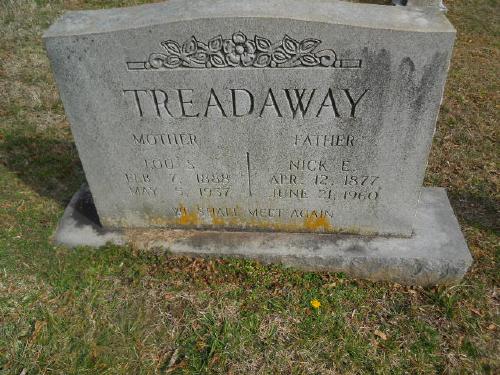 TREADAWAY
MOTHER FATHER
LOU S. NICK E.
FEB. 7, 1888 APR. 12, 1877
MAY 5, 1957 JUNE 21, 1960
WE SHALL MEET AGAIN